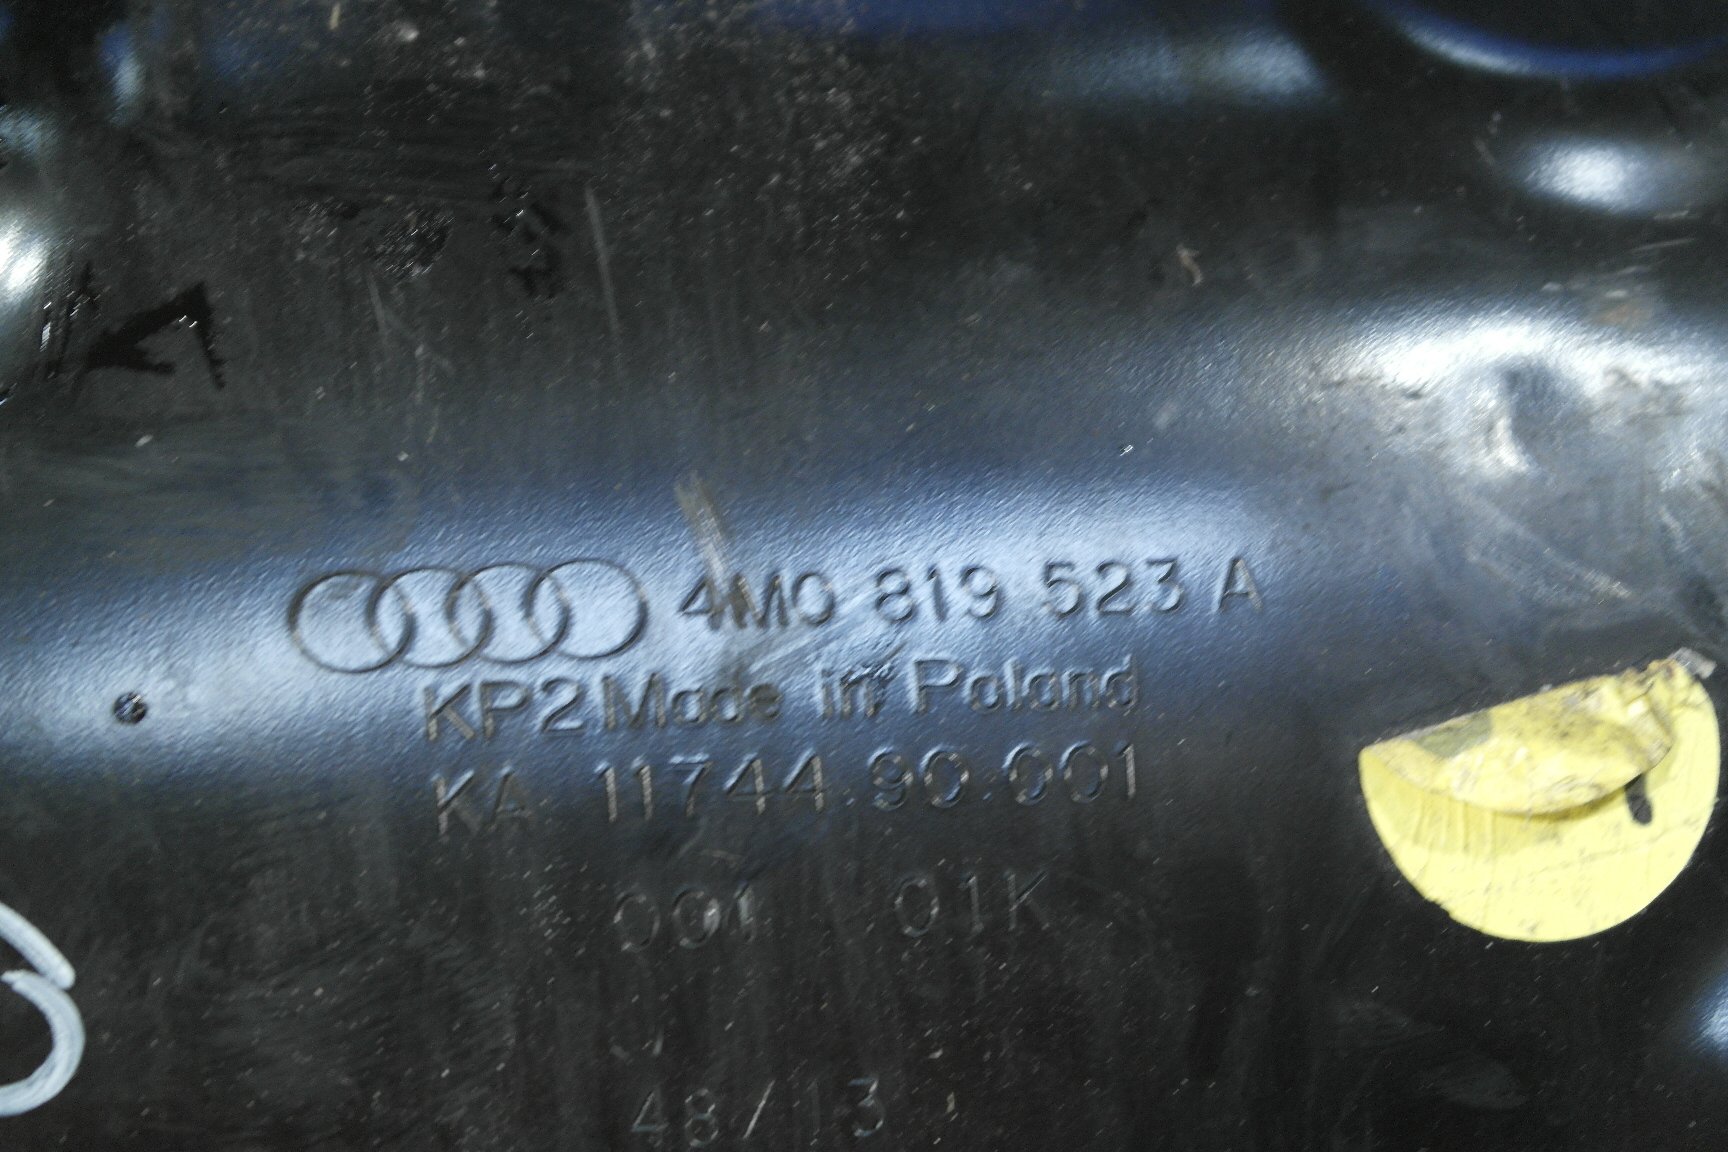 4M0 819 523 A
KP2 Made in Poland
KA 11744.90.001
001 01K
48/13